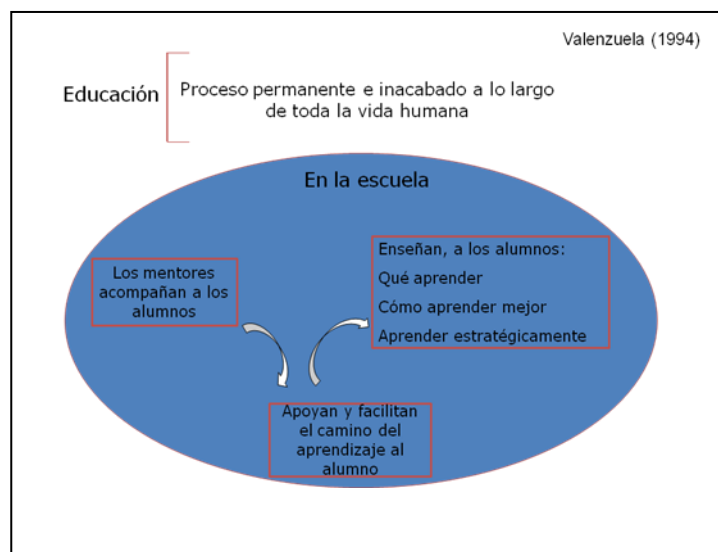 Valenzuela (1994)
Educación
Proceso permanente e inacabado a lo largo
de toda la vida humana
En la escuela
Los mentores
acompañan a los
alumnos
Enseñan, a los alumnos:
Qué aprender
Cómo aprender mejor
Aprender estratégicamente
Apoyan y facilitan
el camino del
aprendizaje al
alumno